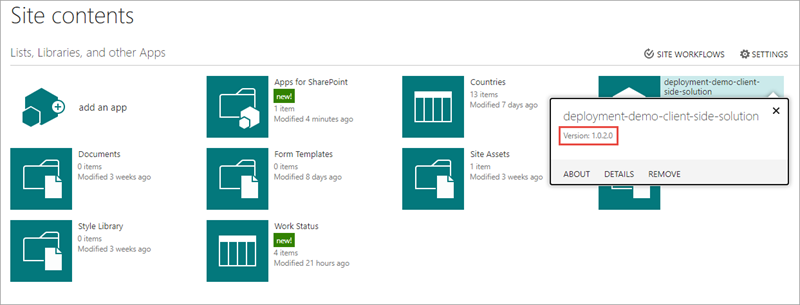 Site contents
Lists, Libraries, and other Apps
SITE WORKFLOWS
SETTINGS
add an app
Apps for SharePoint
new!
1 item
Modified 4 minutes ago
Countries
13 items
Modified 7 days ago
deployment-demo-client-
side-solution
deployment-demo-client-side-solution
Version: 1.0.2.0
ABOUT
DETAILS
REMOVE
Documents
0 items
Modified 3 weeks ago
Form Templates
0 items
Modified 8 days ago
Site Assets
1 item
Modified 3 weeks ago
Style Library
0 items
Modified 3 weeks ago
Work Status
new!
4 items
Modified 21 hours ago